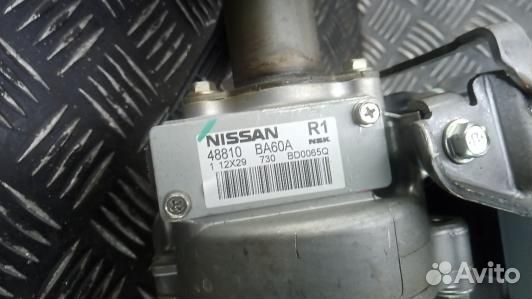 NISSAN R1
48810 BA60A NSK
1 12X29 730 BD0065Q
Avito